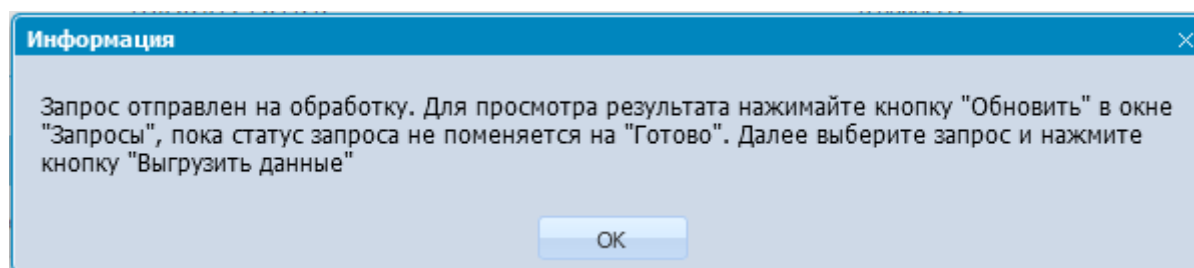 Информация
Запрос отправлен на обработку. Для просмотра результата нажимайте кнопку "Обновить" в окне
"Запросы", пока статус запроса не поменяется на "Готово". Далее выберите запрос и нажмите
кнопку "Выгрузить данные"
ОК